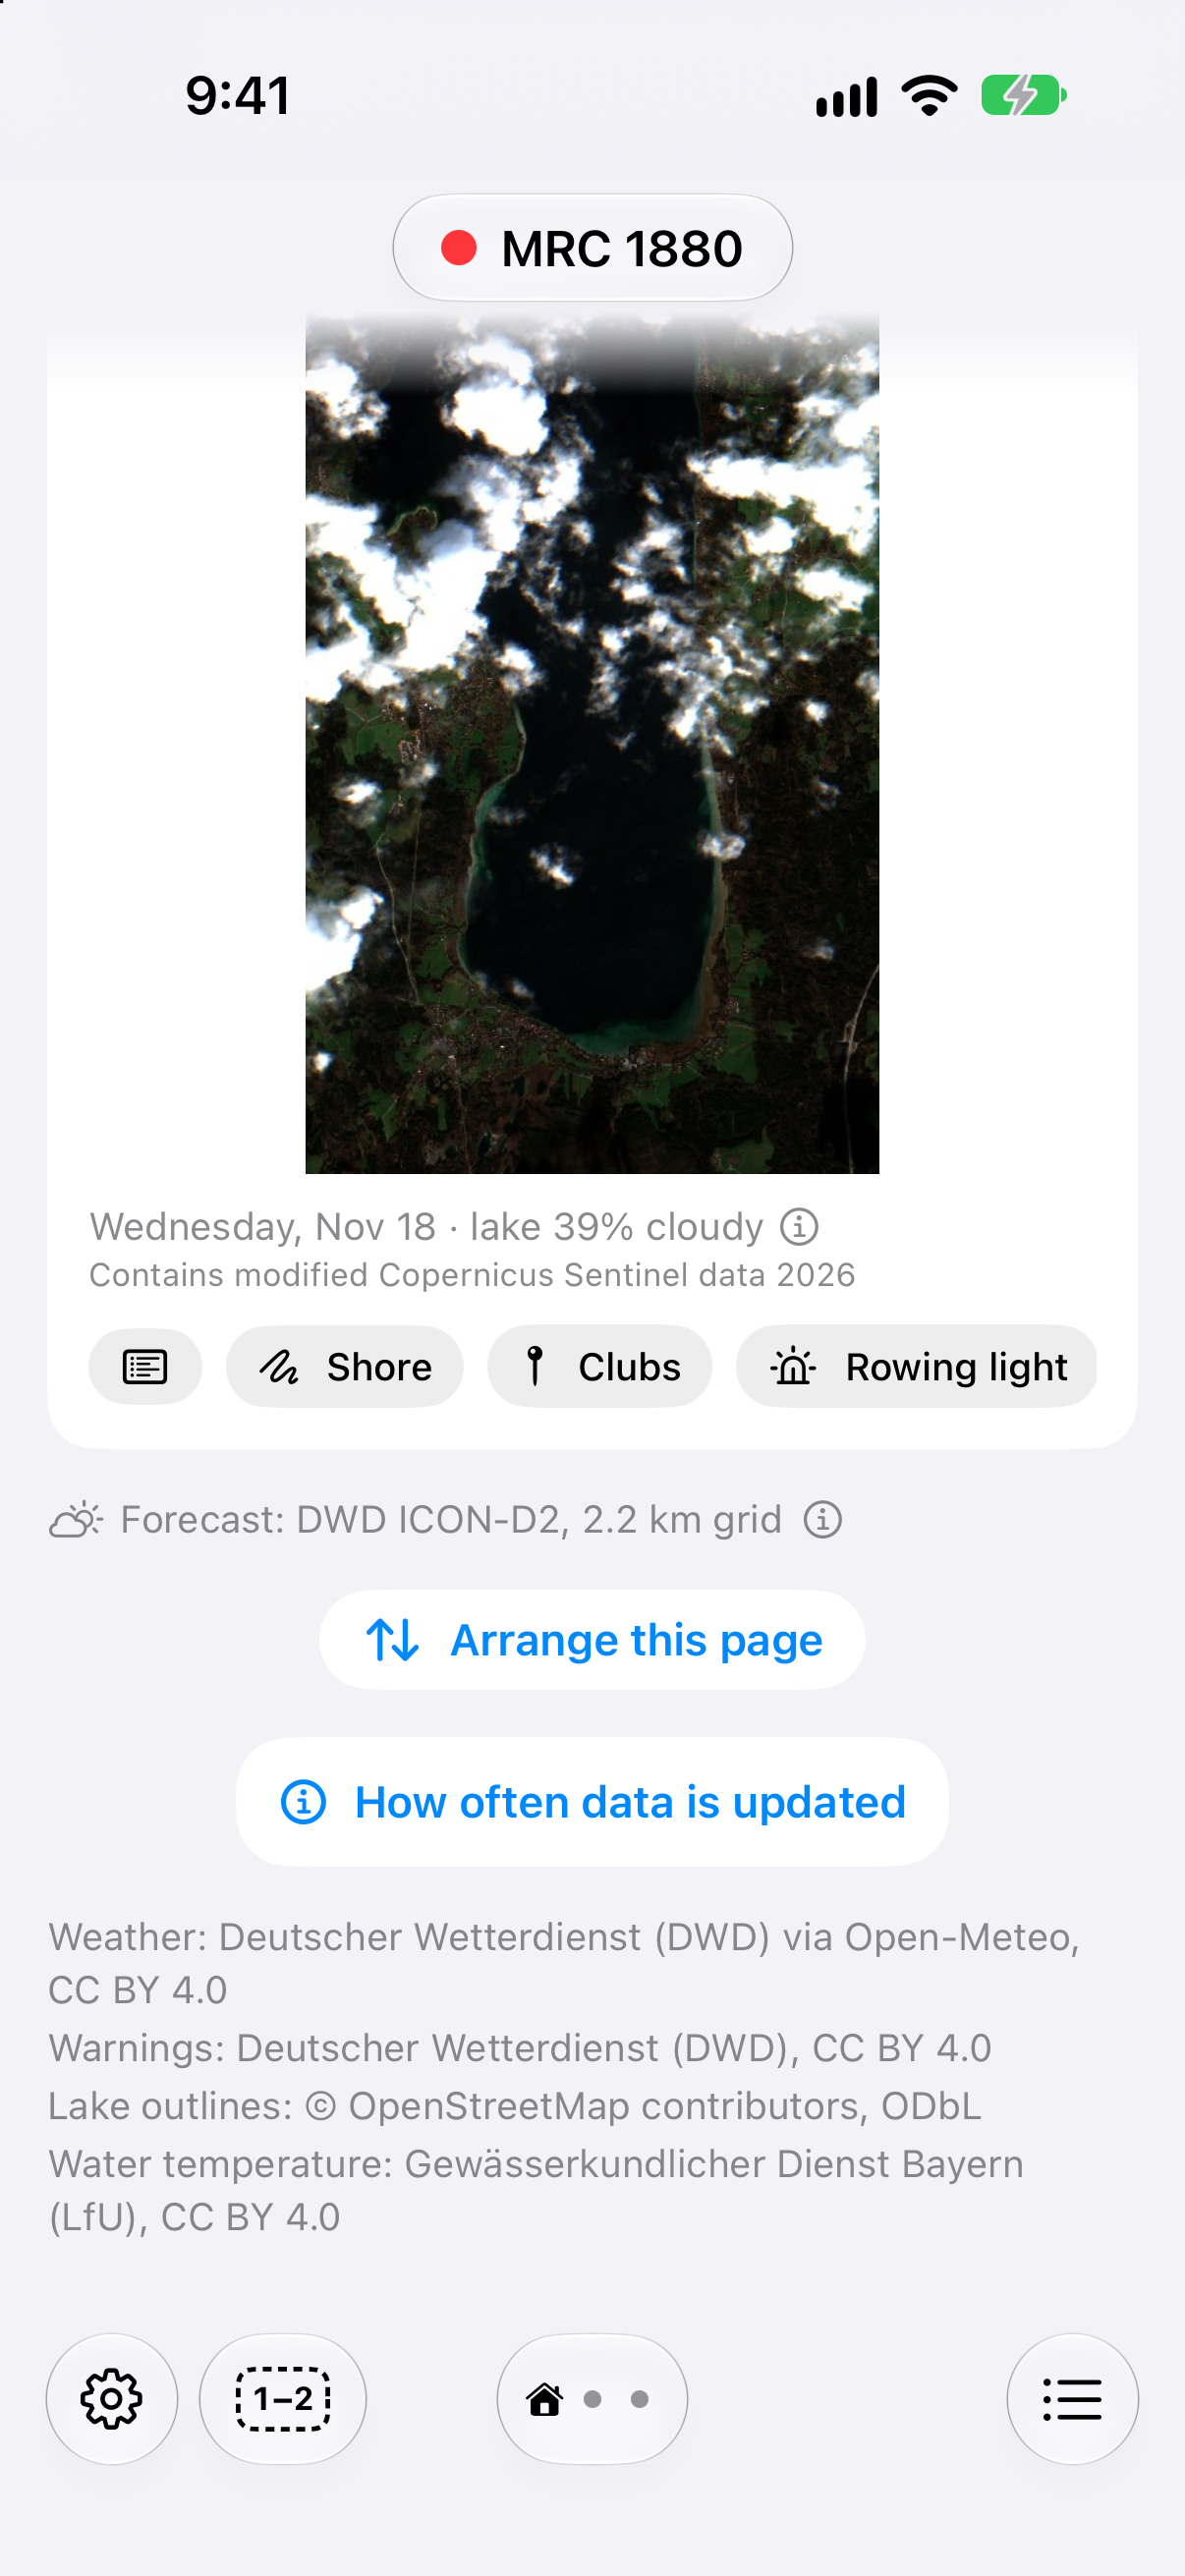 9:41
MRC 1880
Wednesday, Nov 18 · lake 39% cloudy
Contains modified Copernicus Sentinel data 2026
Shore
Clubs
Rowing light
Forecast: DWD ICON-D2, 2.2 km grid
Arrange this page
How often data is updated
Weather: Deutscher Wetterdienst (DWD) via Open-Meteo,
CC BY 4.0
Warnings: Deutscher Wetterdienst (DWD), CC BY 4.0
Lake outlines: © OpenStreetMap contributors, ODbL
Water temperature: Gewässerkundlicher Dienst Bayern
(LfU), CC BY 4.0
1–2